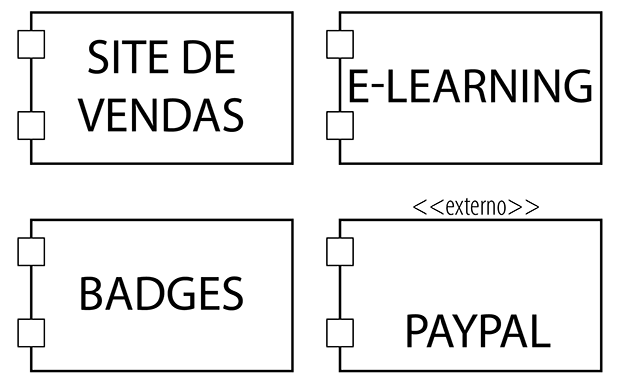 SITE DE
VENDAS
E-LEARNING
BADGES
<<externo>>
PAYPAL